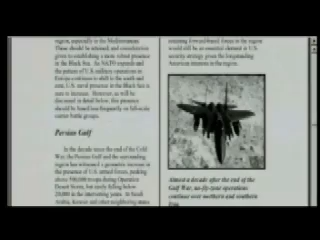 region, especially in the Mediterranean.
These should be retained, and consideration
given to establishing a more robust presence
in the Black Sea. As NATO expands and
the pattern of U.S. military operations in
Europe continues to shift to the south and
east, U.S. naval presence in the Black Sea is
sure to increase. However, as will be
discussed in detail below, this presence
should be based less frequently on full-scale
carrier battle groups.
Persian Gulf
In the decade since the end of the Cold
War, the Persian Gulf and the surrounding
region has witnessed a geometric increase in
the presence of U.S. armed forces, peaking
above 500,000 troops during Operation
Desert Storm, but rarely falling below
20,000 in the intervening years. In Saudi
Arabia, Kuwait and other neighboring states
retaining forward-based forces in the region
would still be an essential element in U.S.
security strategy given the longstanding
American interests in the region.
Almost a decade after the end of the
Gulf War, no-fly-zone operations
continue over northern and southern
Iraq.